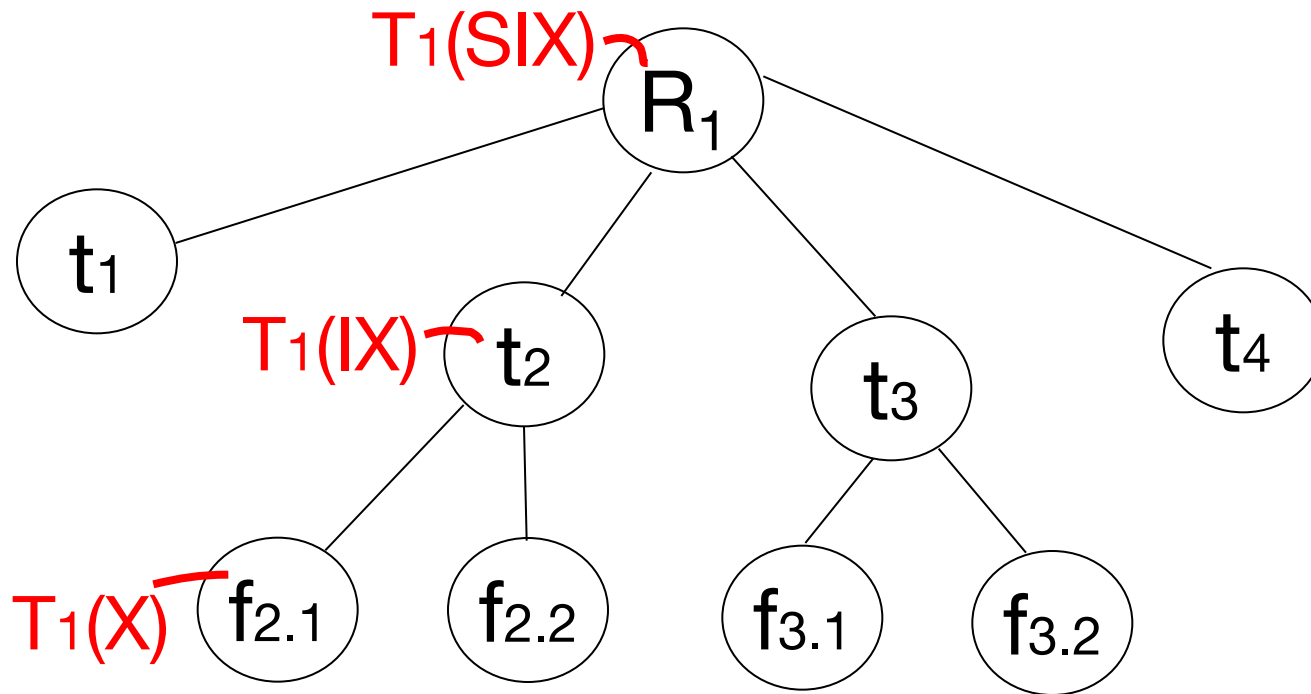 T1(SIX)
R1
t1
T1(IX)
t2
t3
t4
T1(X)
f2.1
f2.2
f3.1
f3.2